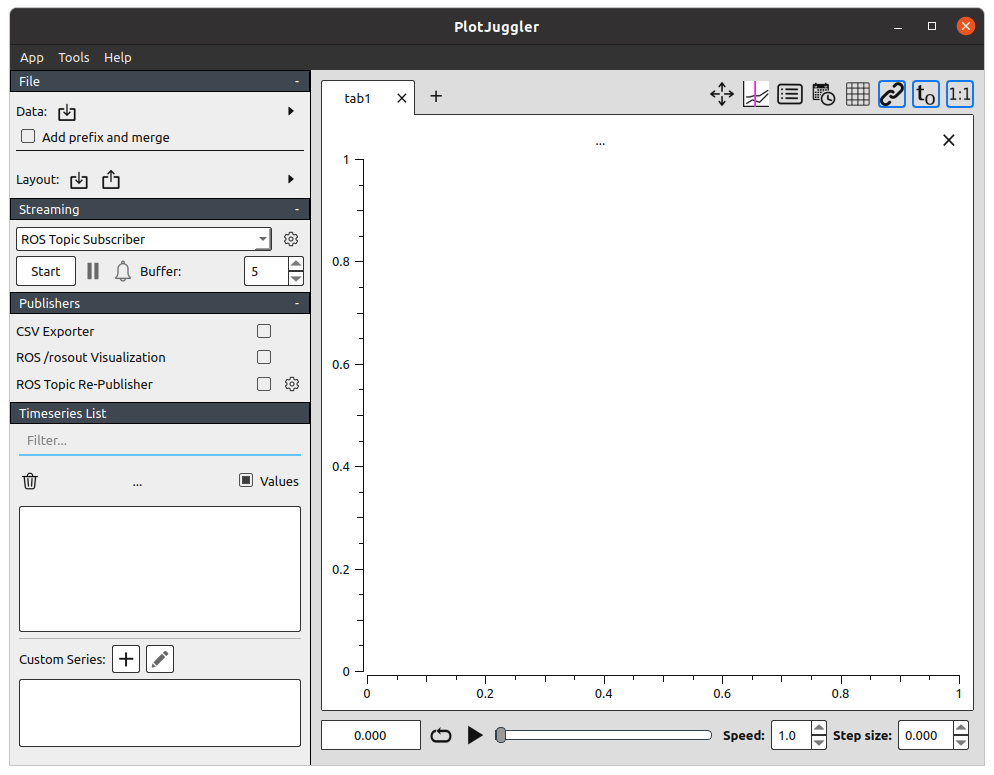 PlotJuggler
App Tools Help
File -
Data:
Add prefix and merge
Layout:
Streaming -
ROS Topic Subscriber
Start Buffer: 5
Publishers -
CSV Exporter
ROS /rosout Visualization
ROS Topic Re-Publisher
Timeseries List
Filter...
... Values
Custom Series:
tab1
t0 1:1
...
1
0.8
0.6
0.4
0.2
0
0 0.2 0.4 0.6 0.8 1
0.000 Speed: 1.0 Step size: 0.000